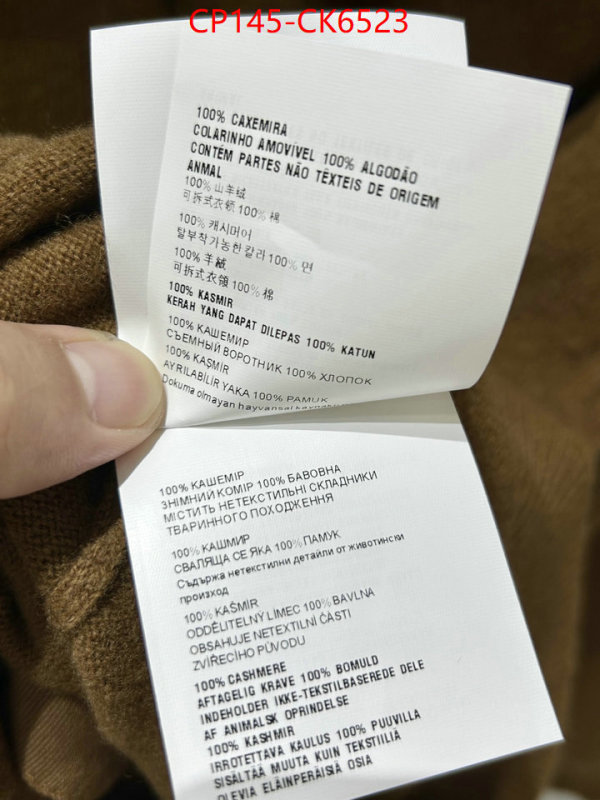 CP145-CK6523
100% CAXEMIRA
COLARINHO AMOVÍVEL 100% ALGODÃO
CONTÉM PARTES NÃO TÊXTEIS DE ORIGEM
ANMAL
100% 山羊绒
可拆式衣领 100% 棉
100% 캐시미어
탈부착가능한 칼라 100% 면
100% 羊絨
可拆式衣領 100% 棉
100% KASMIR
KERAH YANG DAPAT DILEPAS 100% KATUN
100% КАШЕМИР
СЪЕМНЫЙ ВОРОТНИК 100% ХЛОПОК
100% KAŞMİR
AYRILABİLİR YAKA 100% PAMUK
Dokuma olmayan hayvansal
100% КАШЕМІР
ЗНІМНИЙ КОМІР 100% БАВОВНА
МІСТИТЬ НЕТЕКСТИЛЬНІ СКЛАДНИКИ
ТВАРИННОГО ПОХОДЖЕННЯ
100% КАШМИР
СВАЛЯЩА СЕ ЯКА 100% ПАМУК
Съдържа нетекстилни детайли от животински
произход
100% KAŠMÍR
ODDĚLITELNÝ LÍMEC 100% BAVLNA
OBSAHUJE NETEXTILNÍ ČÁSTI
ZVÍŘECÍHO PŮVODU
100% CASHMERE
AFTAGELIG KRAVE 100% BOMULD
INDEHOLDER IKKE-TEKSTILBASEREDE DELE
AF ANIMALSK OPRINDELSE
100% KASHMIR
IRROTETTAVA KAULUS 100% PUUVILLA
SISÄLTÄÄ MUUTA KUIN TEKSTIILIÄ
OLEVIA ELÄINPERÄISIÄ OSIA